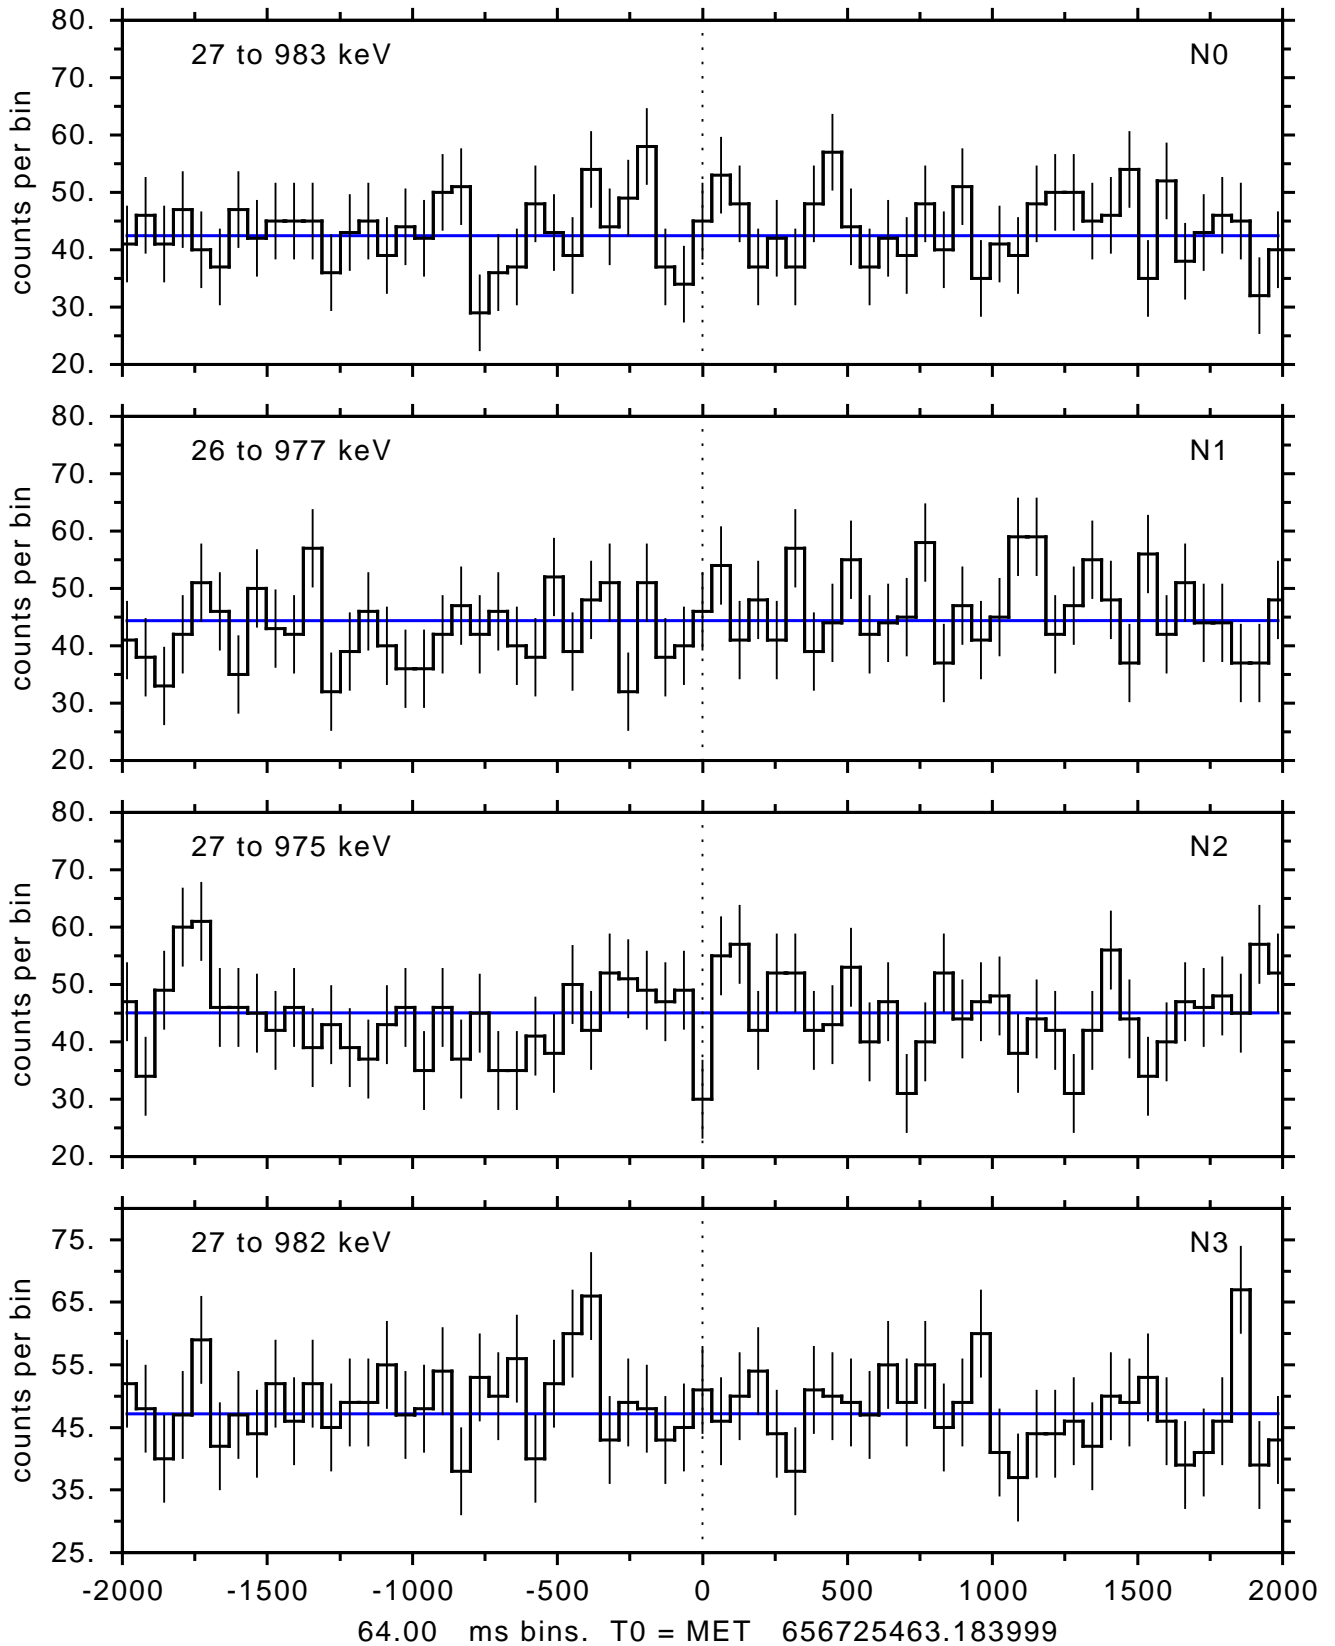 80.
27 to 983 keV N0
70.
60.
50.
40.
30.
20.
counts per bin
80.
26 to 977 keV N1
70.
60.
50.
40.
30.
20.
counts per bin
80.
27 to 975 keV N2
70.
60.
50.
40.
30.
20.
counts per bin
75.
27 to 982 keV N3
65.
55.
45.
35.
25.
counts per bin
-2000 -1500 -1000 -500 0 500 1000 1500 2000
64.00 ms bins. T0 = MET 656725463.183999